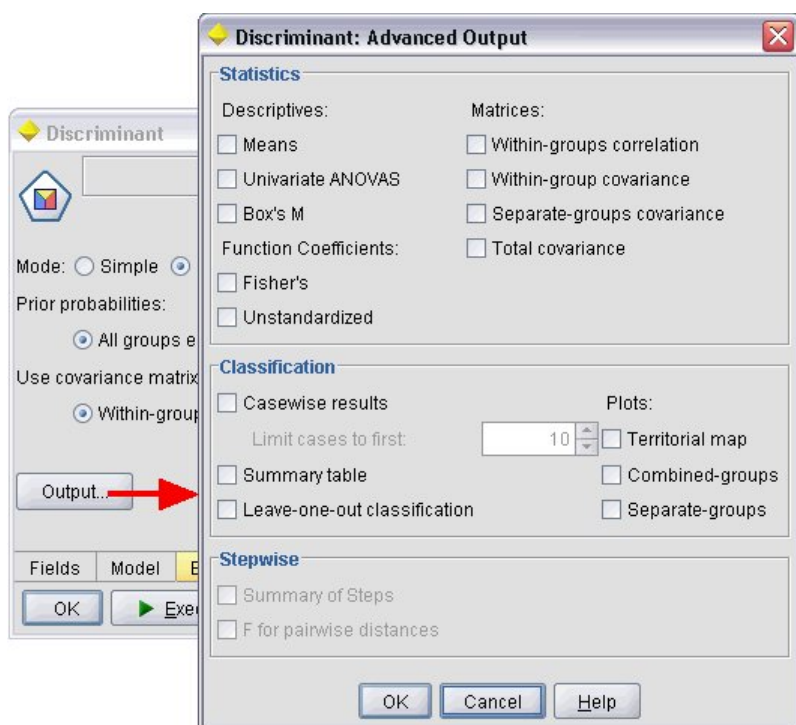 Discriminant: Advanced Output
Statistics
Descriptives:
Means
Univariate ANOVAS
Box's M
Function Coefficients:
Fisher's
Unstandardized
Matrices:
Within-groups correlation
Within-group covariance
Separate-groups covariance
Total covariance
Classification
Casewise results
Limit cases to first: 10
Summary table
Leave-one-out classification
Plots:
Territorial map
Combined-groups
Separate-groups
Stepwise
Summary of Steps
F for pairwise distances
OK Cancel Help
Discriminant
Mode: Simple
Prior probabilities:
All groups e
Use covariance matrix
Within-group
Output...
Fields Model E
OK Exe